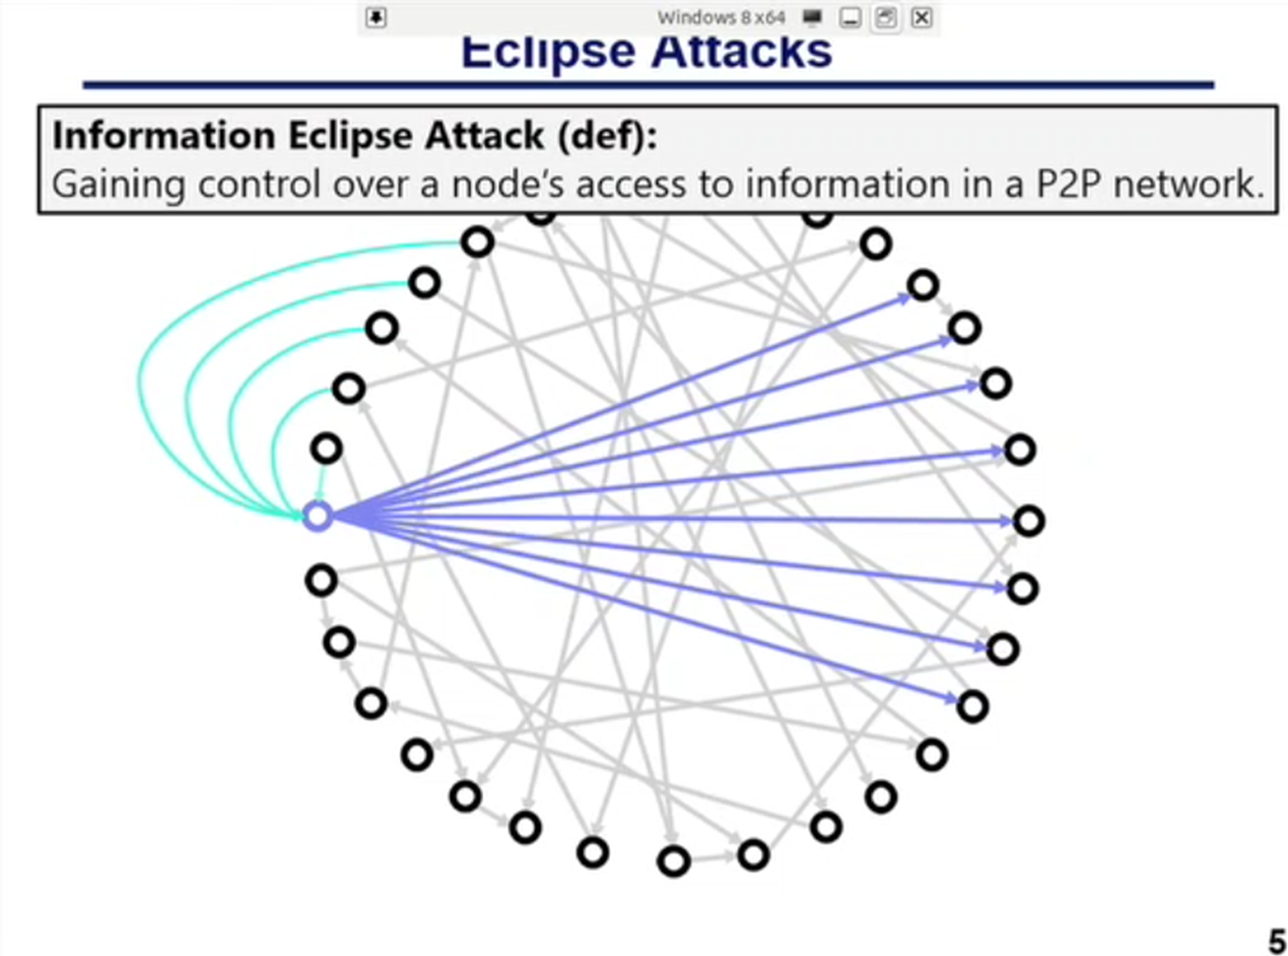 Windows 8 x64
Eclipse Attacks
Information Eclipse Attack (def):
Gaining control over a node's access to information in a P2P network.
5